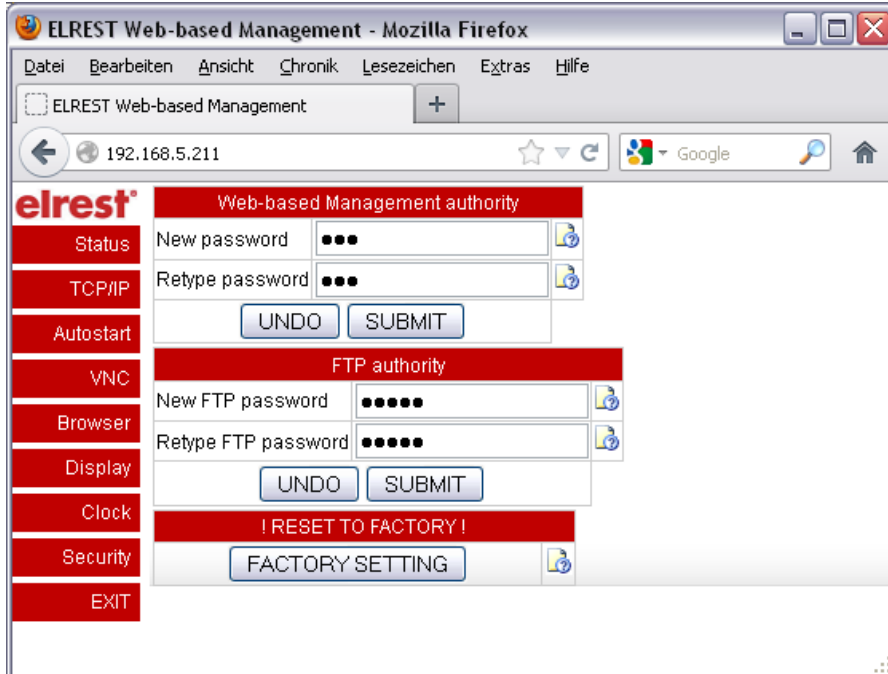 ELREST Web-based Management - Mozilla Firefox
Datei Bearbeiten Ansicht Chronik Lesezeichen Extras Hilfe
ELREST Web-based Management +
192.168.5.211 Google
elrest
Web-based Management authority
Status New password •••
TCP/IP Retype password •••
Autostart UNDO SUBMIT
VNC FTP authority
Browser New FTP password •••••
Retype FTP password •••••
Display UNDO SUBMIT
Clock ! RESET TO FACTORY !
Security FACTORY SETTING
EXIT